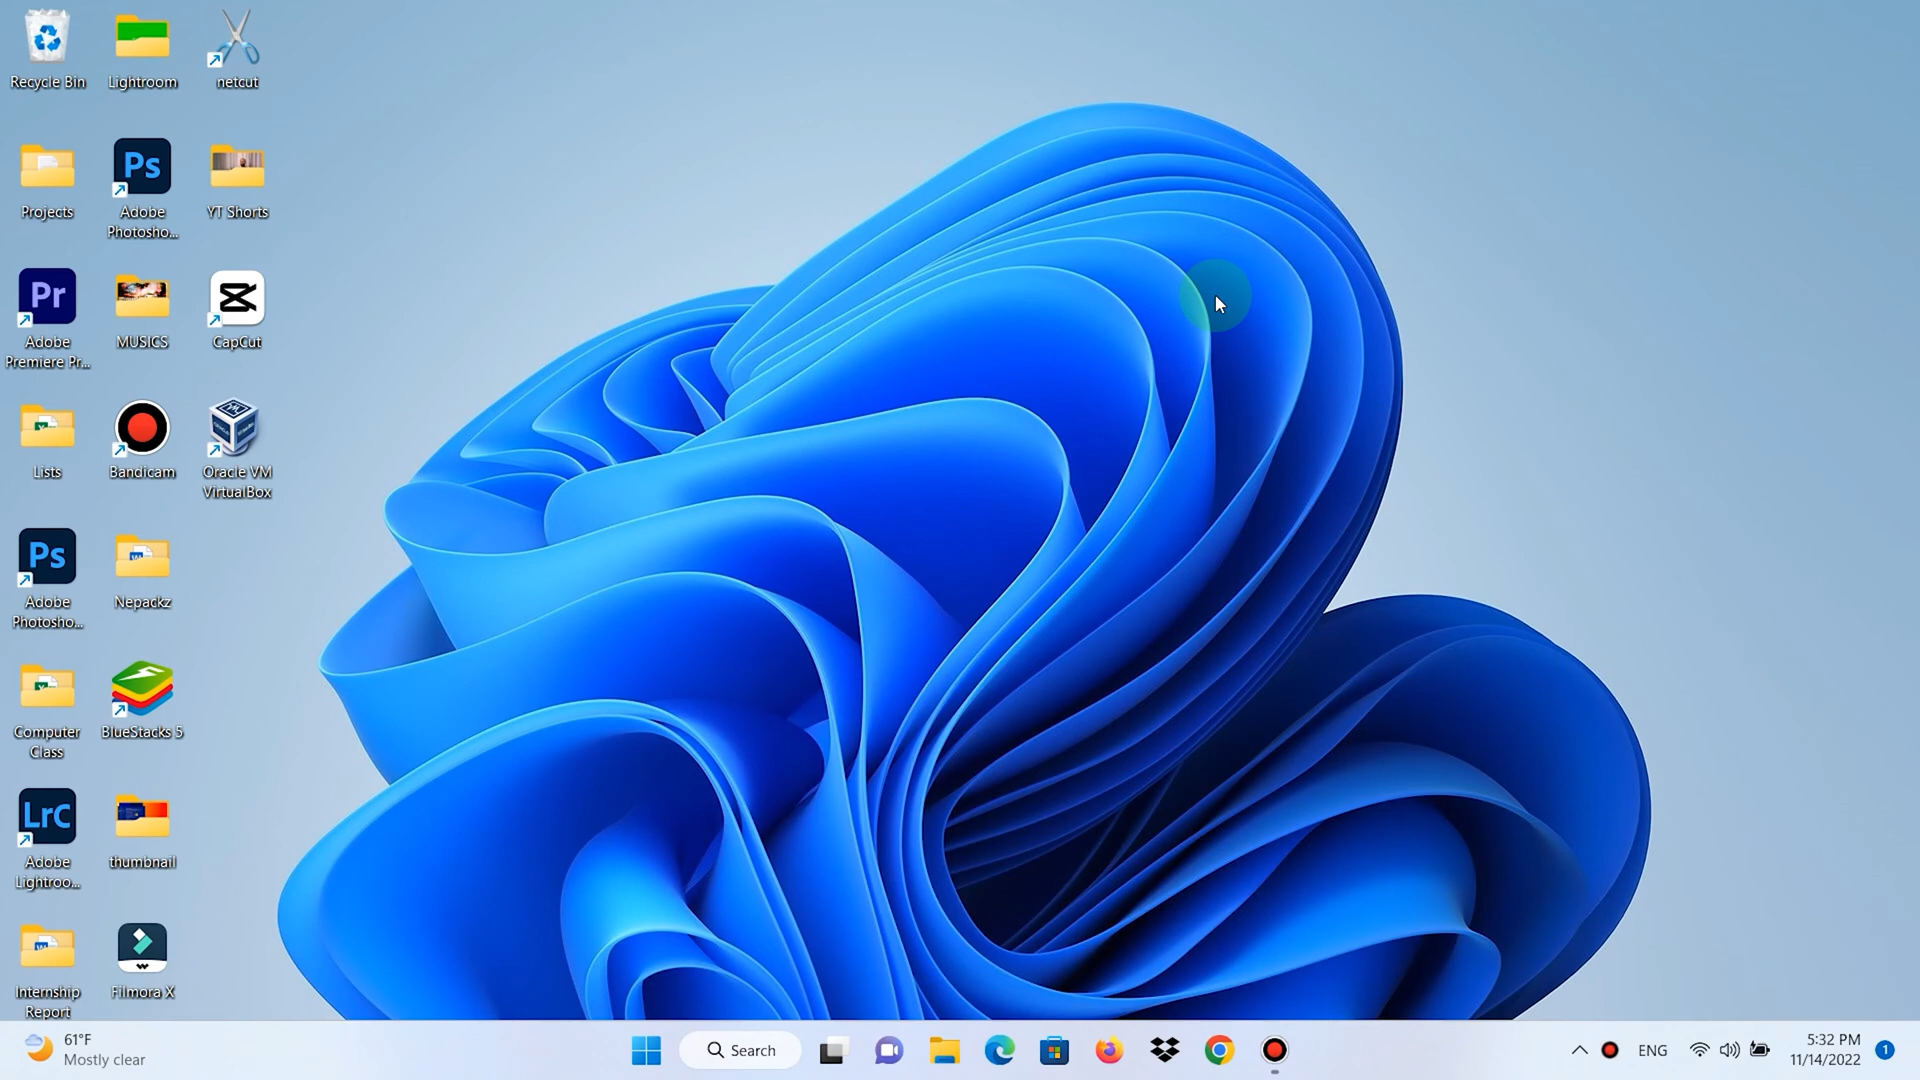 Recycle Bin
Lightroom
netcut
Projects
Ps
Adobe
Photosho...
YT Shorts
Pr
Adobe
Premiere Pr...
MUSICS
CapCut
Lists
Bandicam
Oracle VM
VirtualBox
Ps
Adobe
Photosho...
Nepackz
Computer
Class
BlueStacks 5
LrC
Adobe
Lightroo...
thumbnail
Internship
Report
Filmora X
61°F
Mostly clear
Search
ENG
5:32 PM
11/14/2022
1